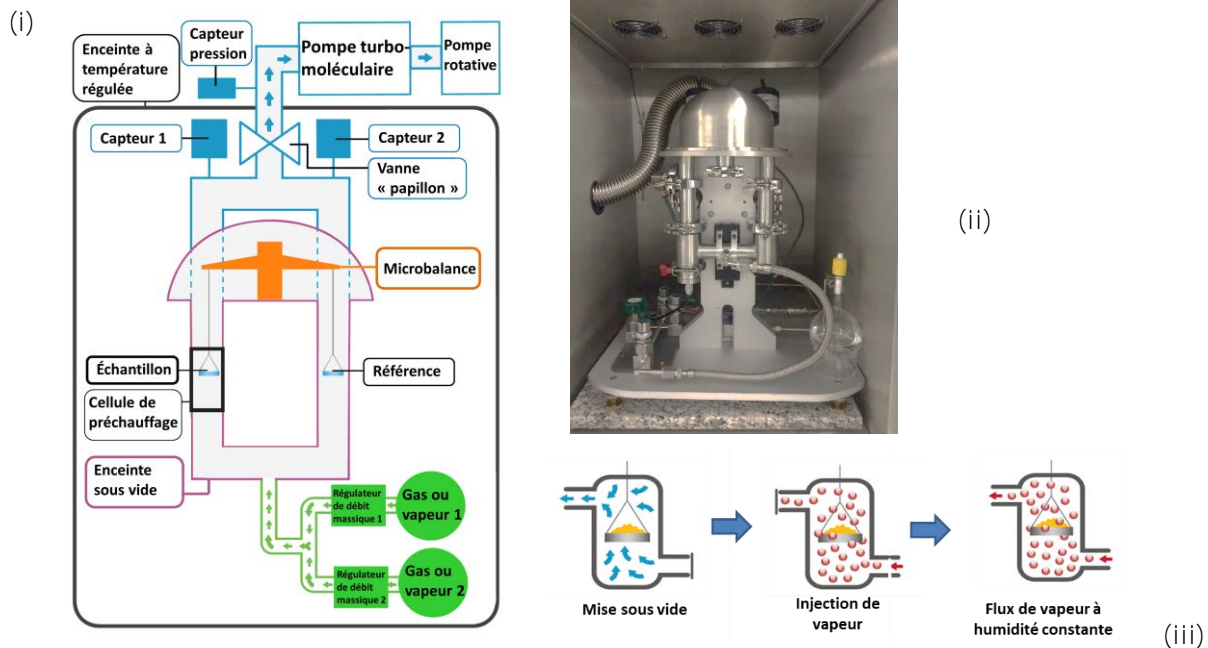 (i)
Enceinte à
température
régulée
Capteur
pression
Pompe turbo-
moléculaire
Pompe
rotative
Capteur 1
Capteur 2
Vanne
« papillon »
Microbalance
Échantillon
Référence
Cellule de
préchauffage
Enceinte
sous vide
Régulateur
de débit
massique 1
Gas ou
vapeur 1
Régulateur
de débit
massique 2
Gas ou
vapeur 2
(ii)
Mise sous vide
Injection de
vapeur
Flux de vapeur à
humidité constante
(iii)